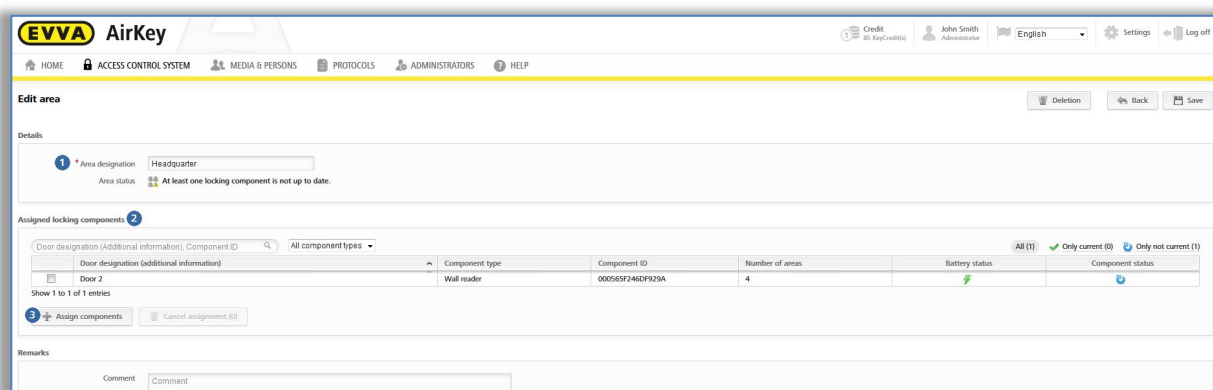 EVVA AirKey
Credit
85 KeyCredit(s)
John Smith
Administrator
English
Settings
Log off
HOME ACCESS CONTROL SYSTEM MEDIA & PERSONS PROTOCOLS ADMINISTRATORS HELP
Edit area
Deletion Back Save
Details
1 * Area designation Headquarter
Area status At least one locking component is not up to date.
Assigned locking components 2
Door designation (Additional information), Component ID All component types All (1) Only current (0) Only not current (1)
Door designation (additional information) Component type Component ID Number of areas Battery status Component status
Door 2 Wall reader 000565F246DF929A 4
Show 1 to 1 of 1 entries
3 Assign components Cancel assignment (0)
Remarks
Comment Comment